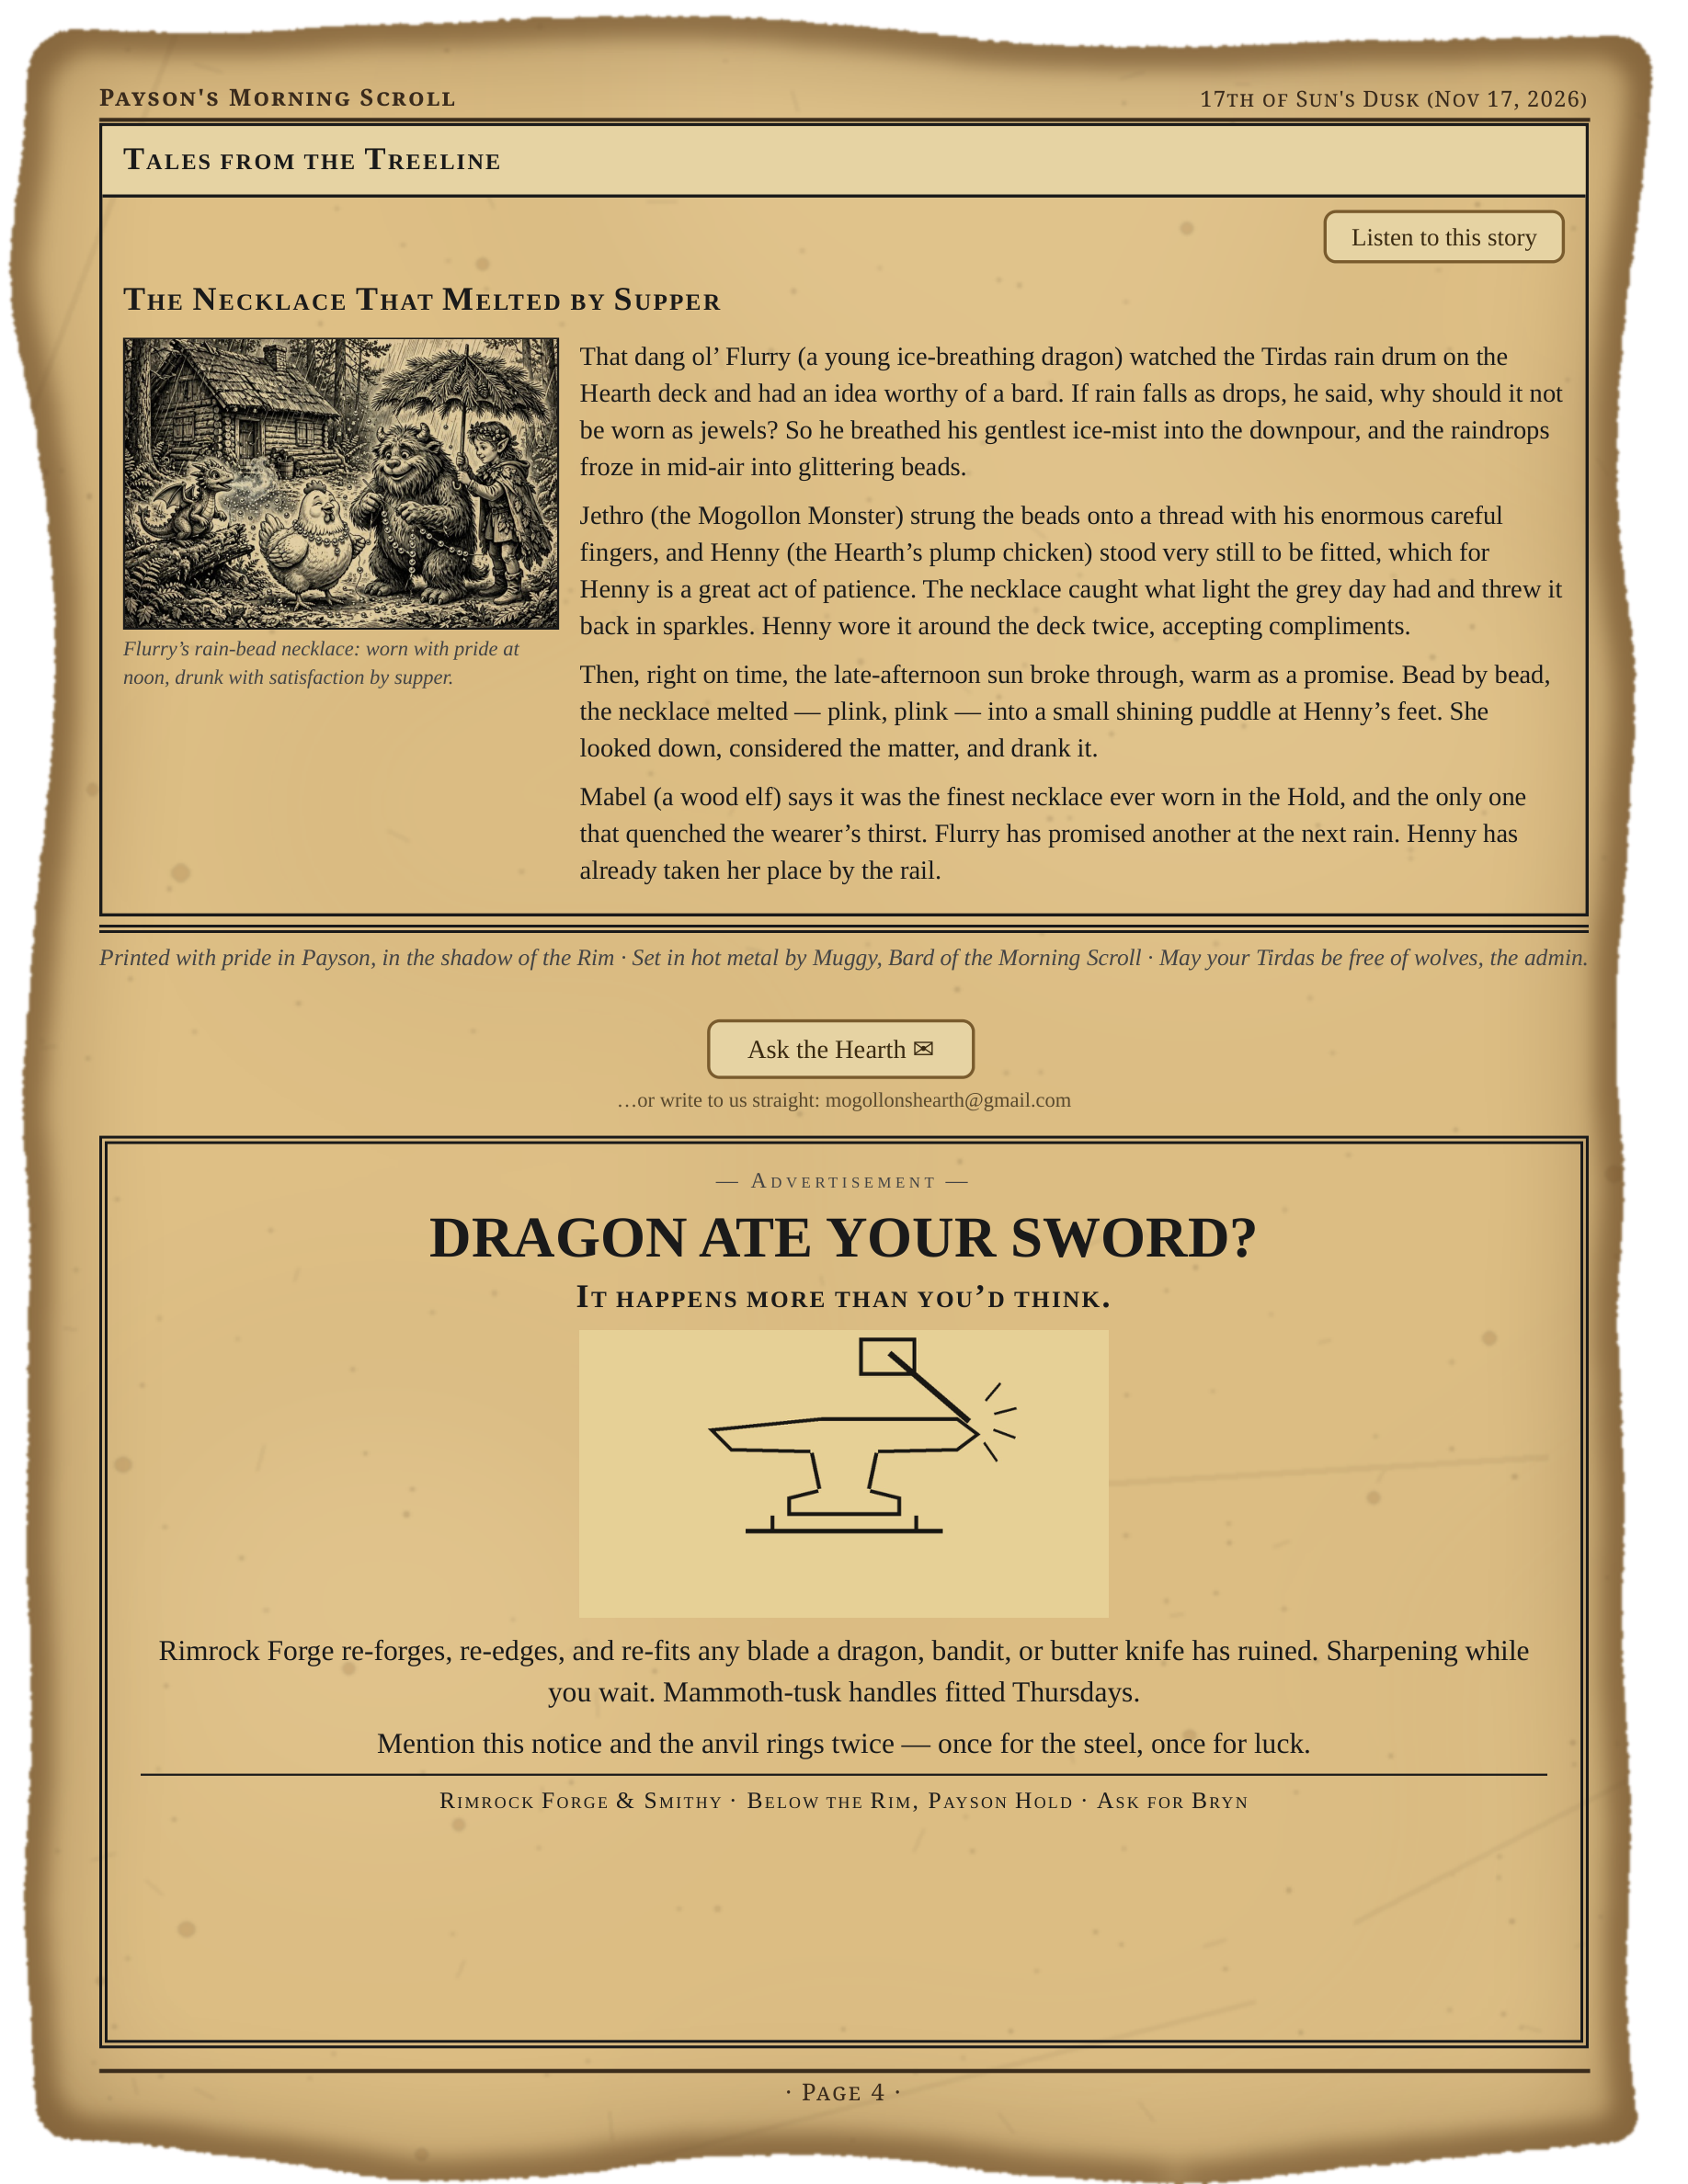 Payson's Morning Scroll
17th of Sun's Dusk (Nov 17, 2026)
Tales from the Treeline
Listen to this story
The Necklace That Melted by Supper
That dang ol’ Flurry (a young ice-breathing dragon) watched the Tirdas rain drum on the
Hearth deck and had an idea worthy of a bard. If rain falls as drops, he said, why should it not
be worn as jewels? So he breathed his gentlest ice-mist into the downpour, and the raindrops
froze in mid-air into glittering beads.
Jethro (the Mogollon Monster) strung the beads onto a thread with his enormous careful
fingers, and Henny (the Hearth’s plump chicken) stood very still to be fitted, which for
Henny is a great act of patience. The necklace caught what light the grey day had and threw it
back in sparkles. Henny wore it around the deck twice, accepting compliments.
Then, right on time, the late-afternoon sun broke through, warm as a promise. Bead by bead,
the necklace melted — plink, plink — into a small shining puddle at Henny’s feet. She
looked down, considered the matter, and drank it.
Mabel (a wood elf) says it was the finest necklace ever worn in the Hold, and the only one
that quenched the wearer’s thirst. Flurry has promised another at the next rain. Henny has
already taken her place by the rail.
Flurry’s rain-bead necklace: worn with pride at
noon, drunk with satisfaction by supper.
Printed with pride in Payson, in the shadow of the Rim · Set in hot metal by Muggy, Bard of the Morning Scroll · May your Tirdas be free of wolves, the admin.
Ask the Hearth ✉
…or write to us straight: mogollonshearth@gmail.com
— Advertisement —
DRAGON ATE YOUR SWORD?
It happens more than you’d think.
Rimrock Forge re-forges, re-edges, and re-fits any blade a dragon, bandit, or butter knife has ruined. Sharpening while
you wait. Mammoth-tusk handles fitted Thursdays.
Mention this notice and the anvil rings twice — once for the steel, once for luck.
Rimrock Forge & Smithy · Below the Rim, Payson Hold · Ask for Bryn
· Page 4 ·